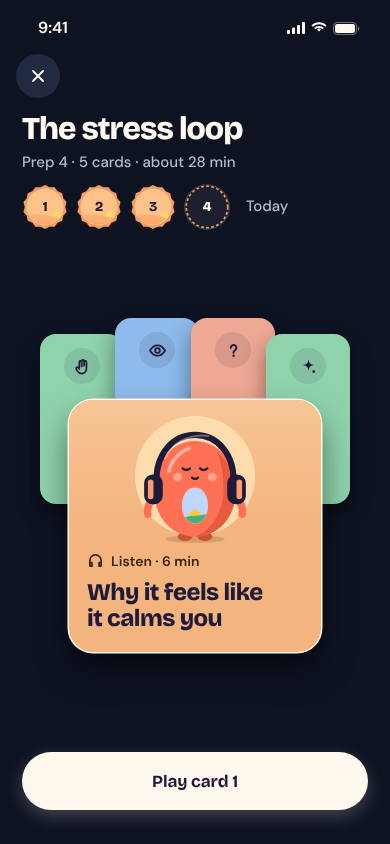 9:41
The stress loop
Prep 4 · 5 cards · about 28 min
1 2 3 4 Today
?
Listen · 6 min
Why it feels like
it calms you
Play card 1